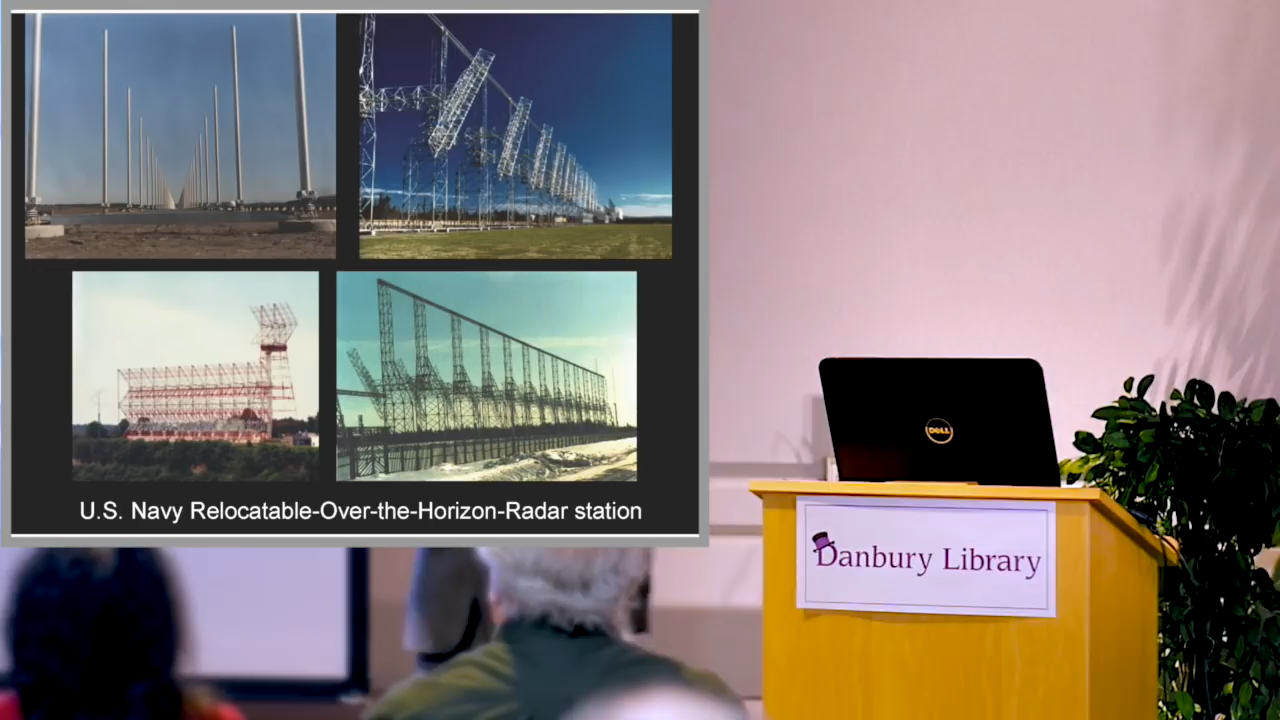 U.S. Navy Relocatable-Over-the-Horizon-Radar station
DELL
Danbury Library